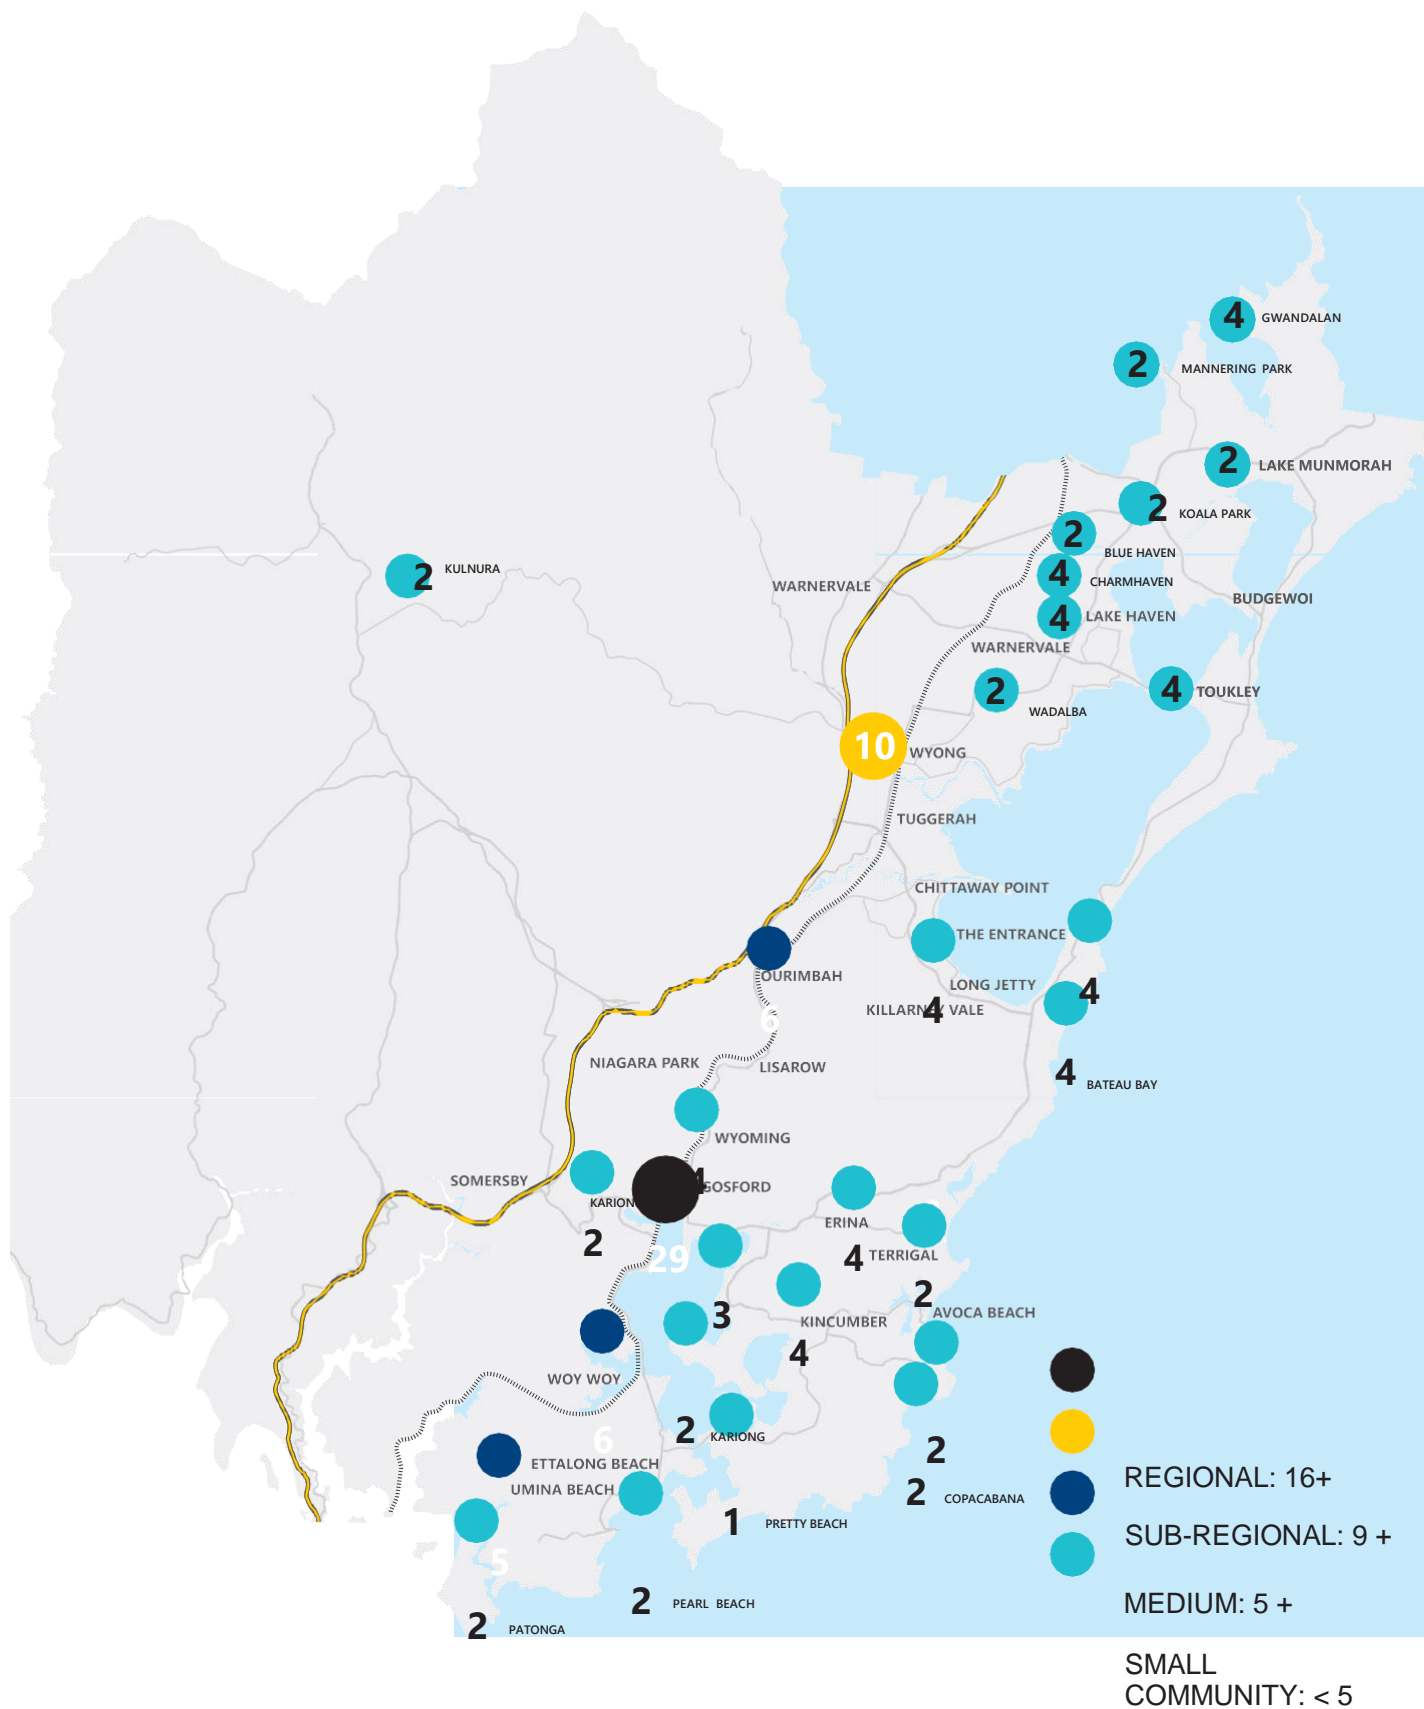 4 GWANDALAN
2 MANNERING PARK
2 LAKE MUNMORAH
2 KOALA PARK
2 BLUE HAVEN
2 KULNURA
4 CHARMHAVEN
WARNERVALE
BUDGEWOI
4 LAKE HAVEN
WARNERVALE
2 WADALBA
4 TOUKLEY
10 WYONG
TUGGERAH
CHITTAWAY POINT
THE ENTRANCE
OURIMBAH
LONG JETTY
4
KILLARNEY VALE
4
6
NIAGARA PARK
LISAROW
4 BATEAU BAY
WYOMING
SOMERSBY
4
GOSFORD
KARION
ERINA
2
29
4 TERRIGAL
2
3
KINCUMBER
AVOCA BEACH
4
WOY WOY
2 KARIONG
6
2
ETTALONG BEACH
UMINA BEACH
2 COPACABANA
1 PRETTY BEACH
5
2 PEARL BEACH
2 PATONGA
REGIONAL: 16+
SUB-REGIONAL: 9 +
MEDIUM: 5 +
SMALL
COMMUNITY: < 5